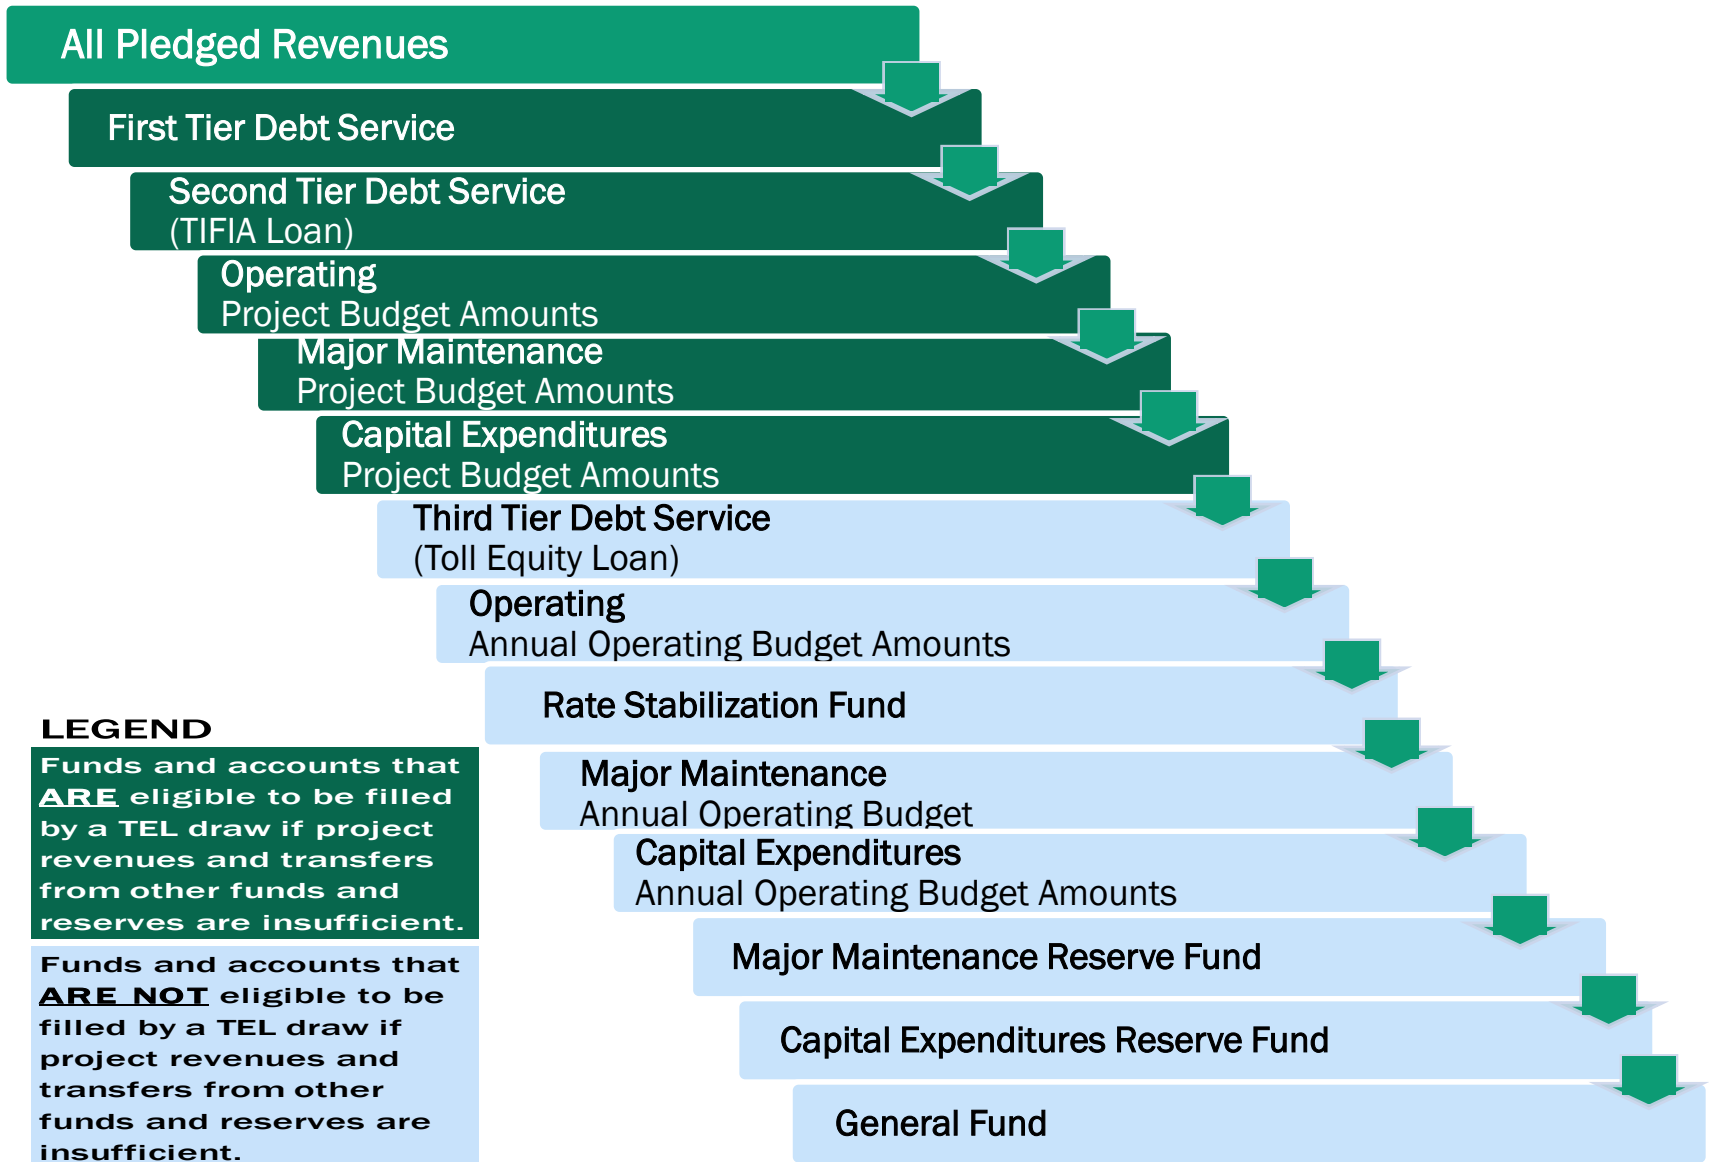 All Pledged Revenues
First Tier Debt Service
Second Tier Debt Service
(TIFIA Loan)
Operating
Project Budget Amounts
Major Maintenance
Project Budget Amounts
Capital Expenditures
Project Budget Amounts
Third Tier Debt Service
(Toll Equity Loan)
Operating
Annual Operating Budget Amounts
Rate Stabilization Fund
Major Maintenance
Annual Operating Budget
Capital Expenditures
Annual Operating Budget Amounts
Major Maintenance Reserve Fund
Capital Expenditures Reserve Fund
General Fund
LEGEND
Funds and accounts that
ARE eligible to be filled
by a TEL draw if project
revenues and transfers
from other funds and
reserves are insufficient.
Funds and accounts that
ARE NOT eligible to be
filled by a TEL draw if
project revenues and
transfers from other
funds and reserves are
insufficient.